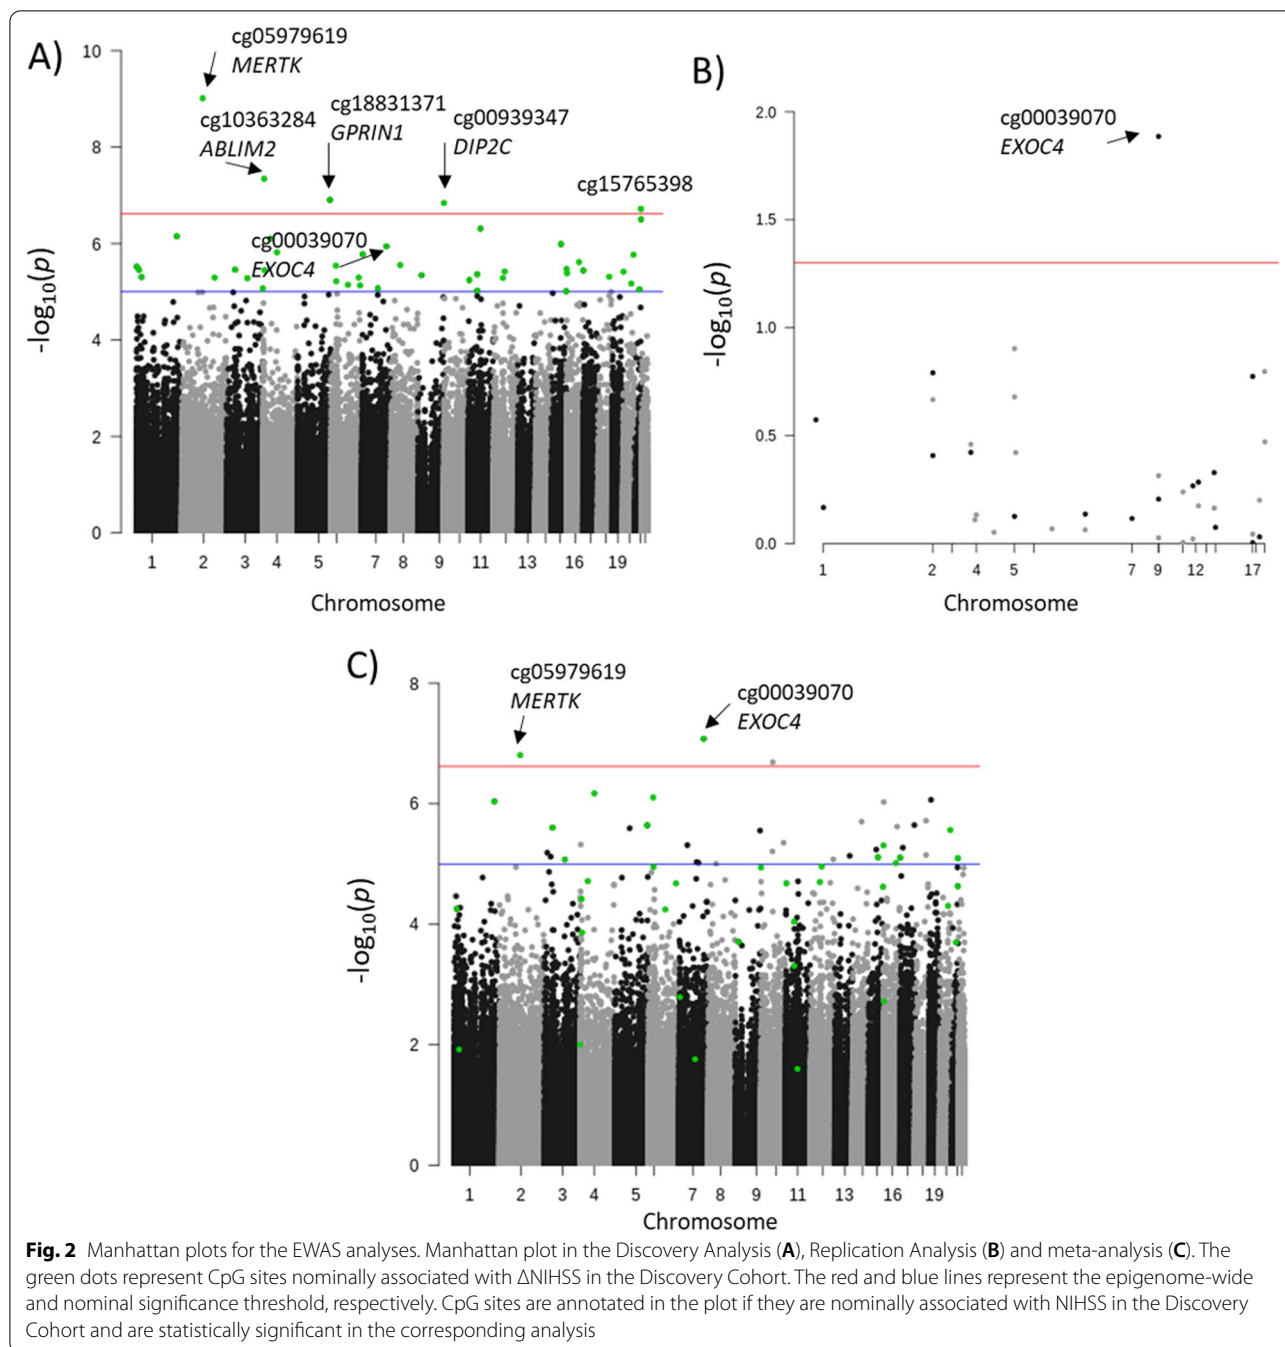 A)
cg05979619
MERTK
cg10363284
ABLIM2
cg18831371
GPRIN1
cg00939347
DIP2C
cg15765398
cg00039070
EXOC4
10
8
6
4
2
0
-log10(p)
1 2 3 4 5 6 7 8 9 11 13 16 19
Chromosome
B)
cg00039070
EXOC4
2.0
1.5
1.0
0.5
0.0
-log10(p)
1 2 4 5 7 9 12 17
Chromosome
C)
cg05979619
MERTK
cg00039070
EXOC4
8
6
4
2
0
-log10(p)
1 2 3 4 5 7 8 9 11 13 16 19
Chromosome
Fig. 2 Manhattan plots for the EWAS analyses. Manhattan plot in the Discovery Analysis (A), Replication Analysis (B) and meta-analysis (C). The
green dots represent CpG sites nominally associated with ΔNIHSS in the Discovery Cohort. The red and blue lines represent the epigenome-wide
and nominal significance threshold, respectively. CpG sites are annotated in the plot if they are nominally associated with NIHSS in the Discovery
Cohort and are statistically significant in the corresponding analysis